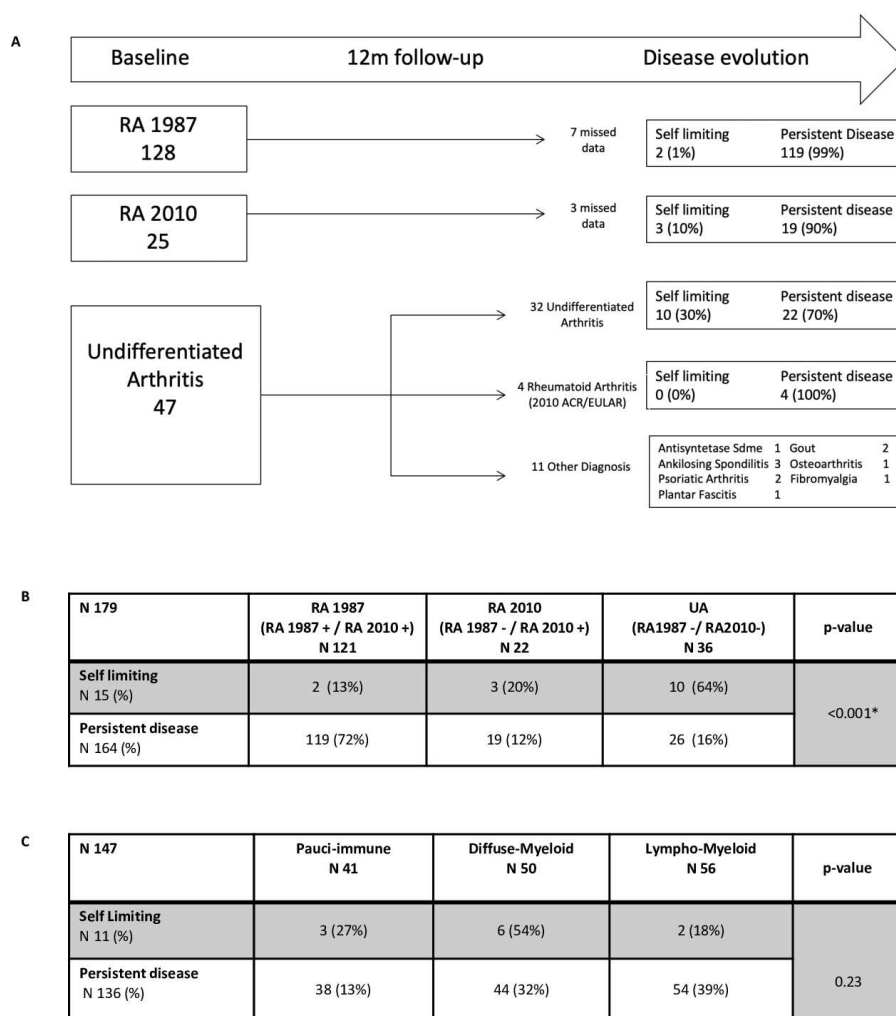 A
Baseline 12m follow-up Disease evolution
RA 1987
128
7 missed
data
Self limiting Persistent Disease
2 (1%) 119 (99%)
RA 2010
25
3 missed
data
Self limiting Persistent disease
3 (10%) 19 (90%)
Undifferentiated
Arthritis
47
32 Undifferentiated
Arthritis
Self limiting Persistent disease
10 (30%) 22 (70%)
4 Rheumatoid Arthritis
(2010 ACR/EULAR)
Self limiting Persistent disease
0 (0%) 4 (100%)
11 Other Diagnosis
Antisyntetase Sdme 1 Gout 2
Ankilosing Spondilitis 3 Osteoarthritis 1
Psoriatic Arthritis 2 Fibromyalgia 1
Plantar Fascitis 1
B
N 179
RA 1987
(RA 1987 + / RA 2010 +)
N 121
RA 2010
(RA 1987 - / RA 2010 +)
N 22
UA
(RA1987 -/ RA2010-)
N 36
p-value
Self limiting
N 15 (%)
2 (13%) 3 (20%) 10 (64%)
<0.001*
Persistent disease
N 164 (%)
119 (72%) 19 (12%) 26 (16%)
C
N 147
Pauci-immune
N 41
Diffuse-Myeloid
N 50
Lympho-Myeloid
N 56
p-value
Self Limiting
N 11 (%)
3 (27%) 6 (54%) 2 (18%)
Persistent disease
N 136 (%)
38 (13%) 44 (32%) 54 (39%)
0.23